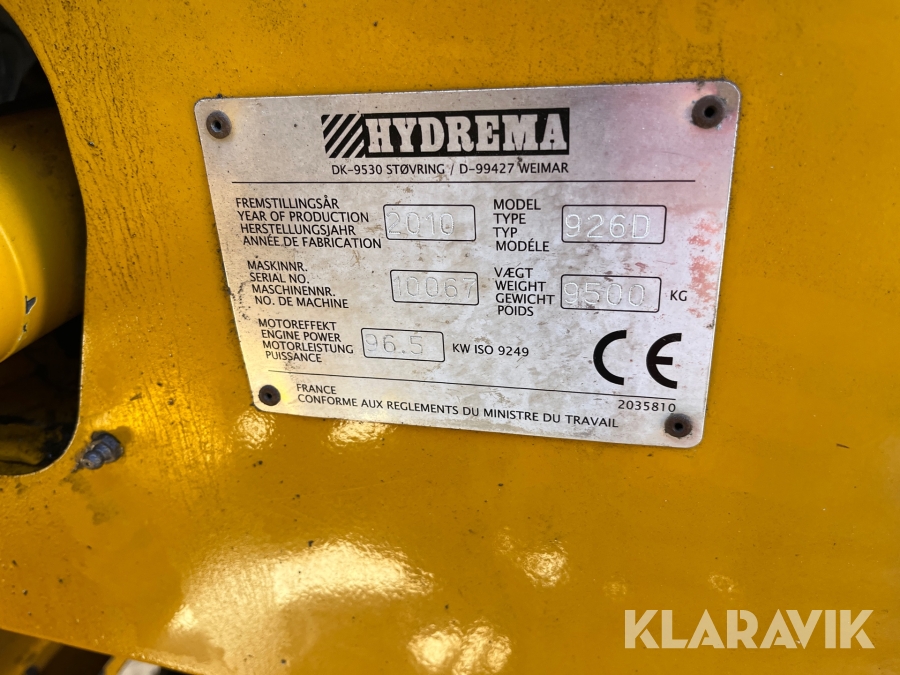 HYDREMA
DK-9530 STØVRING / D-99427 WEIMAR
FREMSTILLINGSÅR
YEAR OF PRODUCTION
HERSTELLUNGSJAHR
ANNÉE.DE FABRICATION
2010
MODEL
TYPE
TYP
MODÉLE
926D
MASKINNR.
SERIAL NO.
MASCHINENNR.
NO. DE MACHINE
10067
VÆGT
WEIGHT
GEWICHT
POIDS
9500 KG
MOTOREFFEKT
ENGINE POWER
MOTORLEISTUNG
PUISSANCE
96.5 KW ISO 9249
CE
FRANCE
CONFORME AUX REGLEMENTS DU MINISTRE DU TRAVAIL
2035810
KLARAVIK